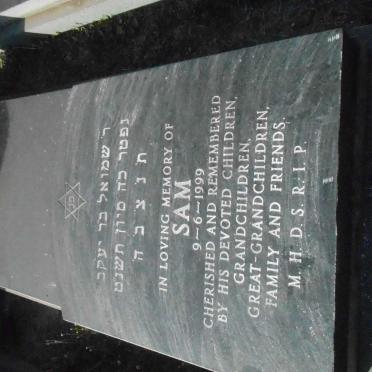 פ נ
ר שמואל בר יעקב
נפטר כה סיון תשנט
ת נ צ ב ה
IN LOVING MEMORY OF
SAM
9-6-1999
CHERISHED AND REMEMBERED
BY HIS DEVOTED CHILDREN,
GRANDCHILDREN,
GREAT-GRANDCHILDREN,
FAMILY AND FRIENDS,
M. H. D. S. R. I. P.